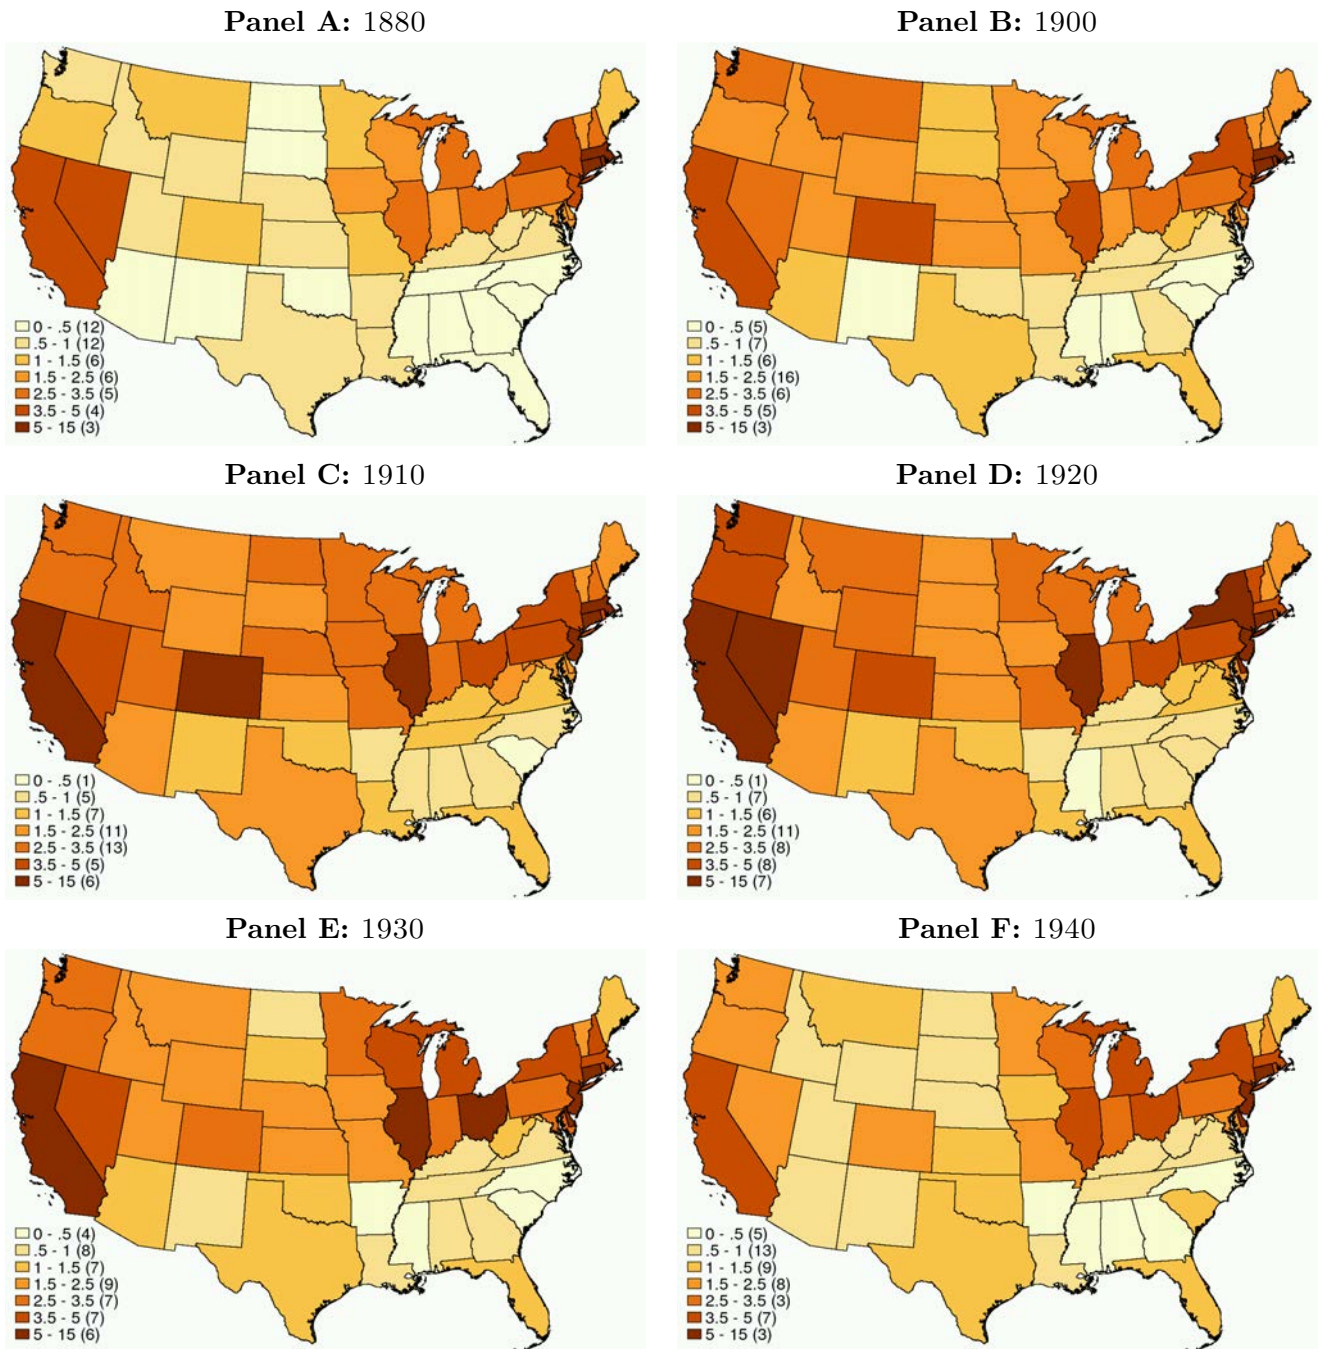 Panel A: 1880
0 - .5 (12)
.5 - 1 (12)
1 - 1.5 (6)
1.5 - 2.5 (6)
2.5 - 3.5 (5)
3.5 - 5 (4)
5 - 15 (3)
Panel B: 1900
0 - .5 (5)
.5 - 1 (7)
1 - 1.5 (6)
1.5 - 2.5 (16)
2.5 - 3.5 (6)
3.5 - 5 (5)
5 - 15 (3)
Panel C: 1910
0 - .5 (1)
.5 - 1 (5)
1 - 1.5 (7)
1.5 - 2.5 (11)
2.5 - 3.5 (13)
3.5 - 5 (5)
5 - 15 (6)
Panel D: 1920
0 - .5 (1)
.5 - 1 (7)
1 - 1.5 (6)
1.5 - 2.5 (11)
2.5 - 3.5 (8)
3.5 - 5 (8)
5 - 15 (7)
Panel E: 1930
0 - .5 (4)
.5 - 1 (8)
1 - 1.5 (7)
1.5 - 2.5 (9)
2.5 - 3.5 (7)
3.5 - 5 (7)
5 - 15 (6)
Panel F: 1940
0 - .5 (5)
.5 - 1 (13)
1 - 1.5 (9)
1.5 - 2.5 (8)
2.5 - 3.5 (3)
3.5 - 5 (7)
5 - 15 (3)